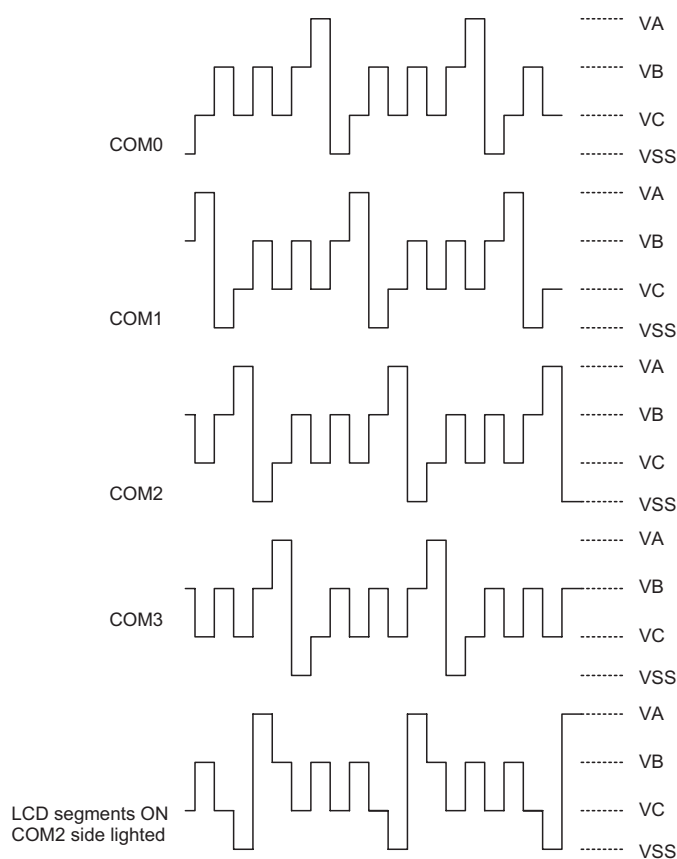 VA
VB
VC
COM0
VSS
VA
VB
VC
COM1
VSS
VA
VB
VC
COM2
VSS
VA
VB
COM3
VC
VSS
VA
VB
VC
LCD segments ON
COM2 side lighted
VSS